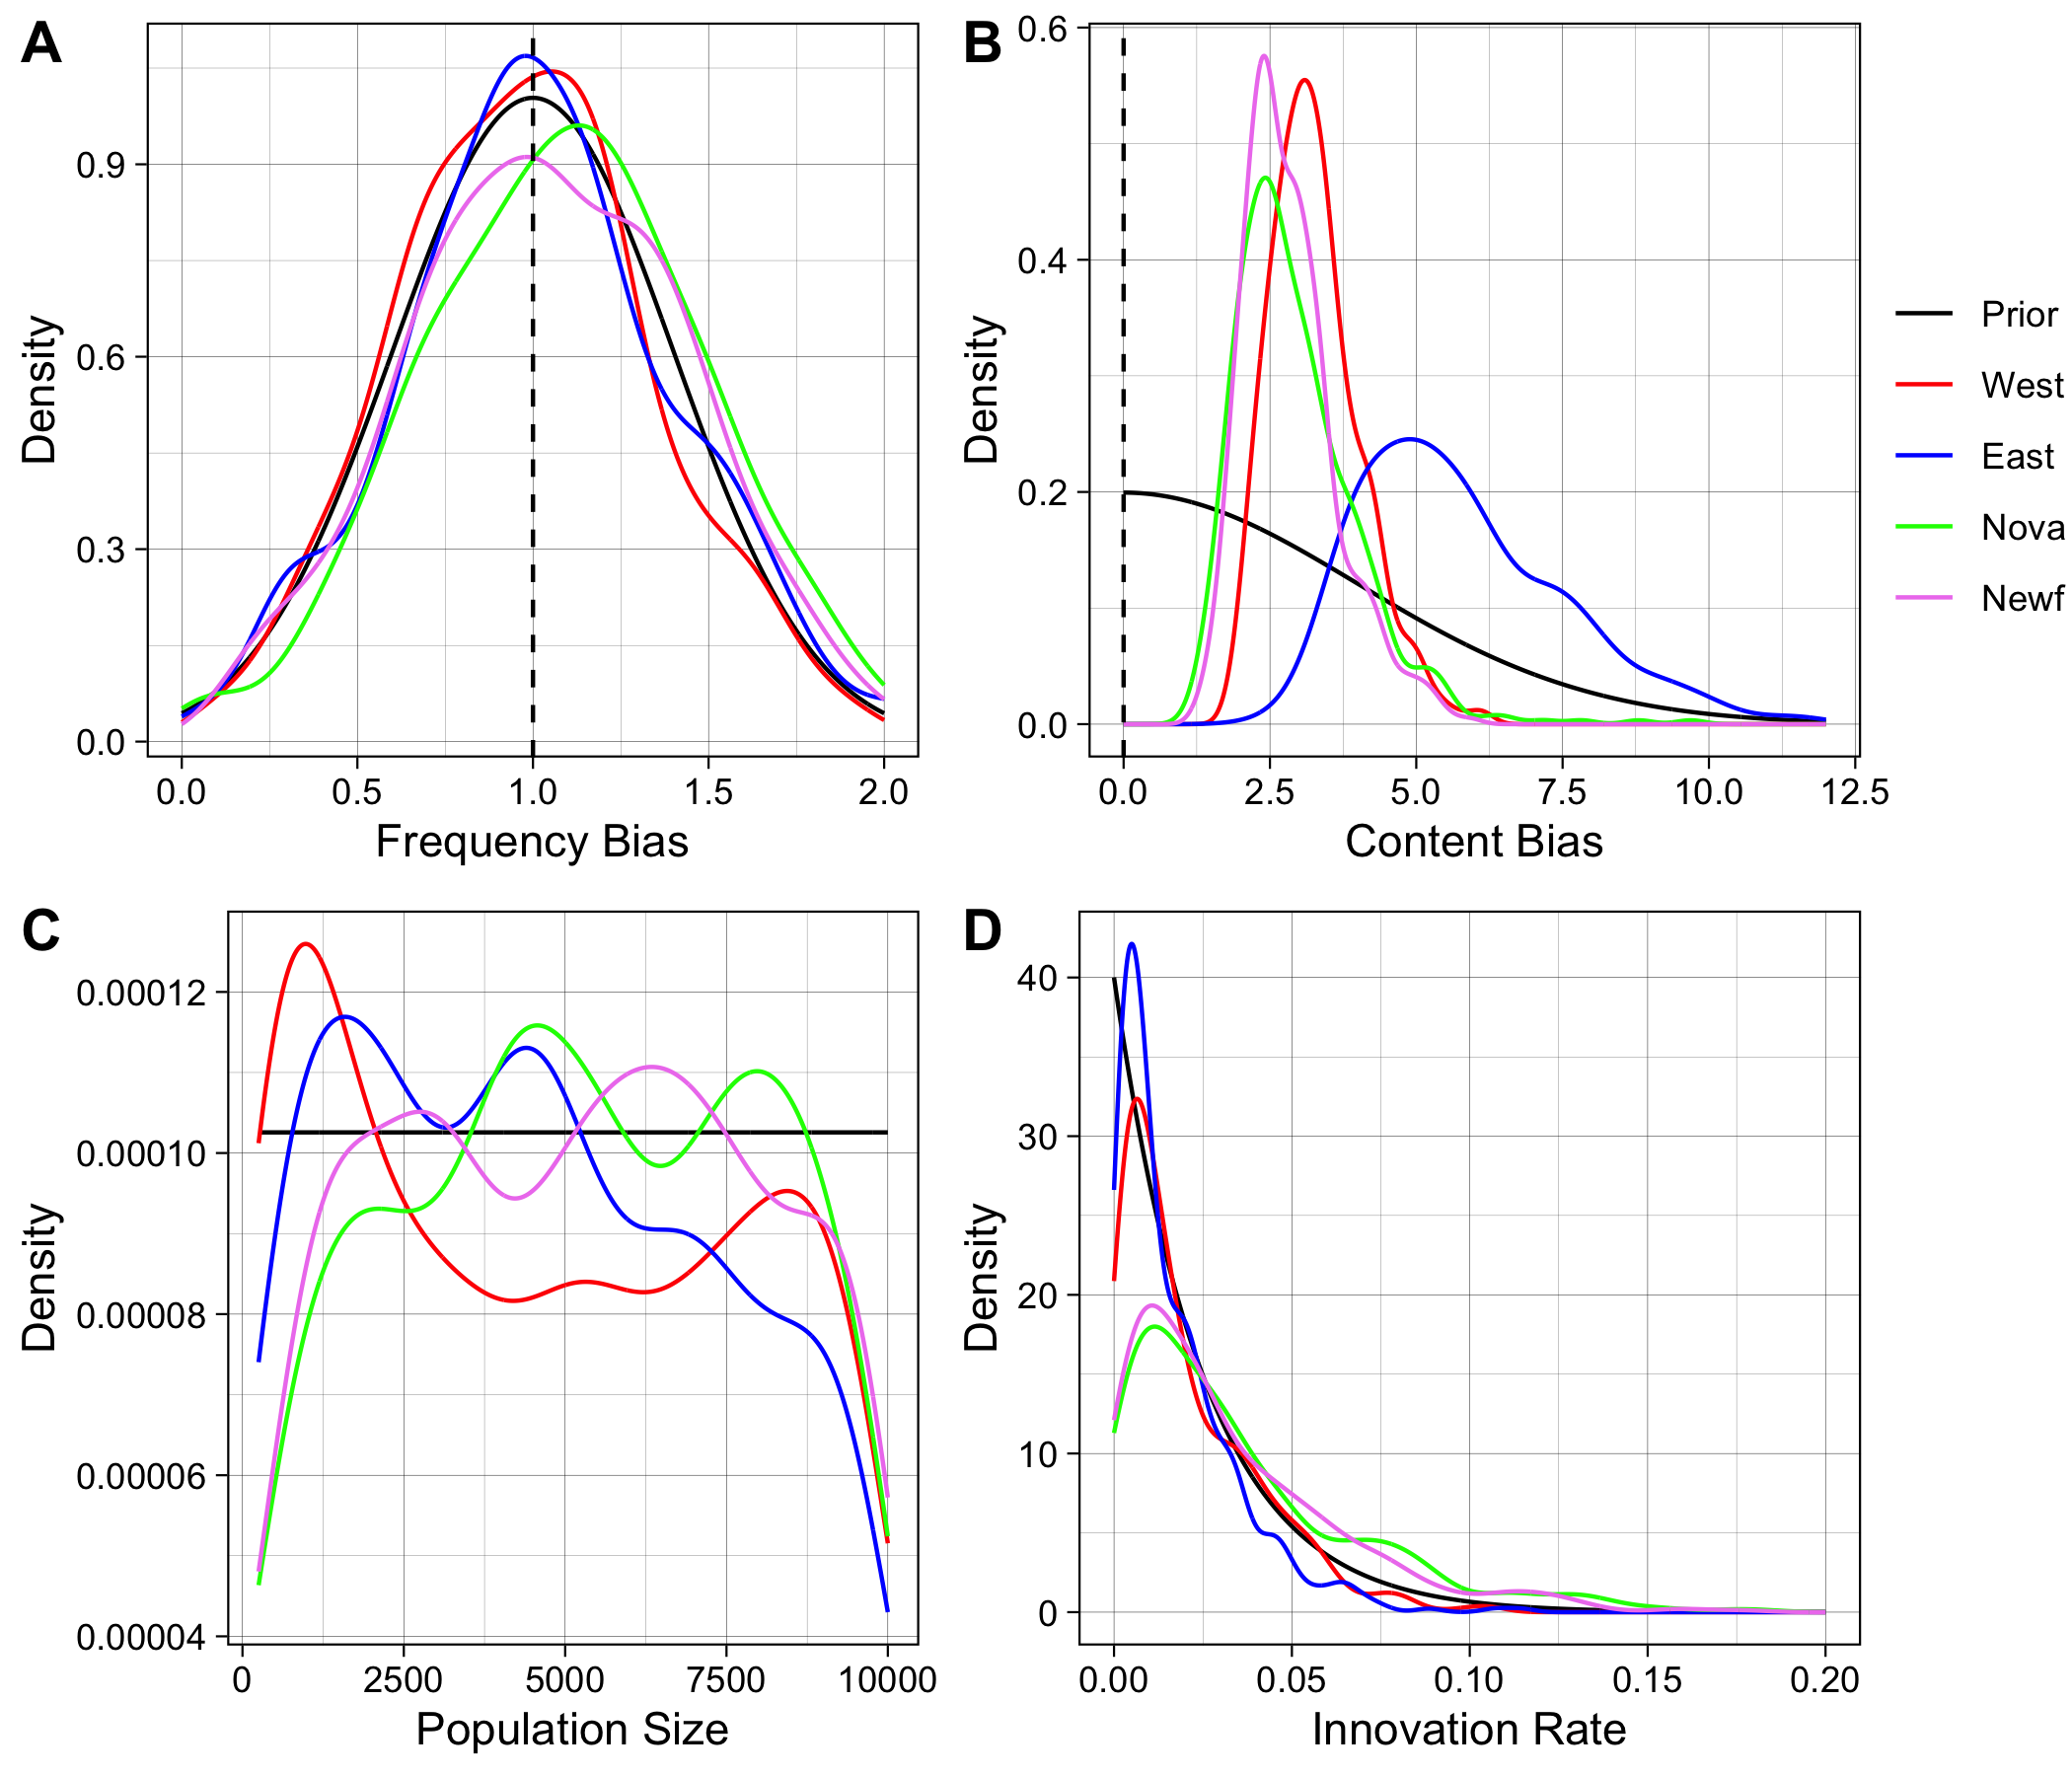 A
Density
0.9
0.6
0.3
0.0
0.0 0.5 1.0 1.5 2.0
Frequency Bias
B
Density
0.6
0.4
0.2
0.0
0.0 2.5 5.0 7.5 10.0 12.5
Content Bias
Prior
West
East
Nova
Newf
C
Density
0.00012
0.00010
0.00008
0.00006
0.00004
0 2500 5000 7500 10000
Population Size
D
Density
40
30
20
10
0
0.00 0.05 0.10 0.15 0.20
Innovation Rate